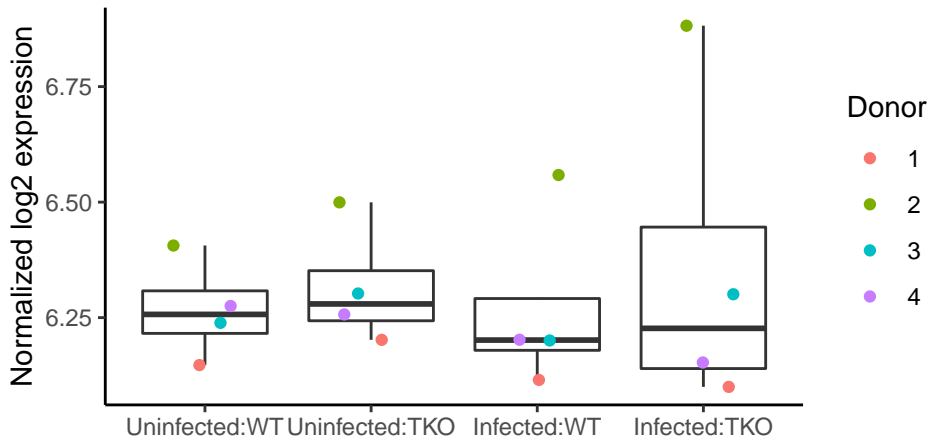 Normalized log2 expression
6.75
6.50
6.25
Uninfected:WT
Uninfected:TKO
Infected:WT
Infected:TKO
Donor
1
2
3
4